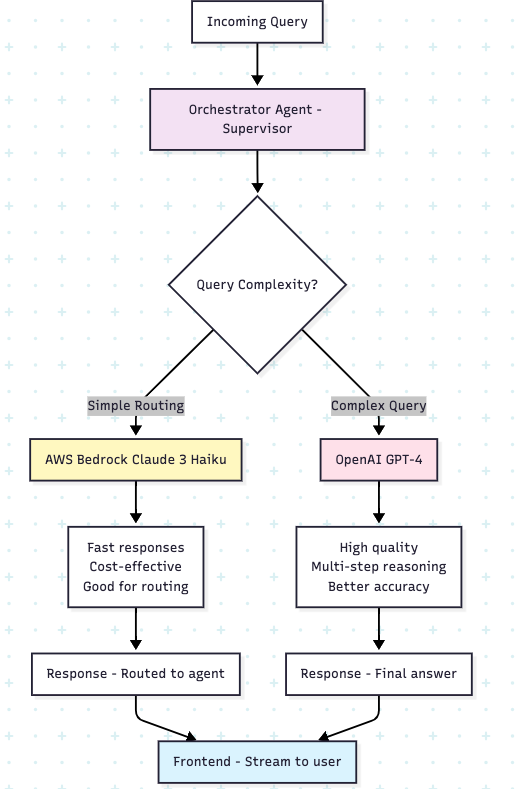 Incoming Query
Orchestrator Agent -
Supervisor
Query Complexity?
Simple Routing
Complex Query
AWS Bedrock Claude 3 Haiku
OpenAI GPT-4
Fast responses
Cost-effective
Good for routing
High quality
Multi-step reasoning
Better accuracy
Response - Routed to agent
Response - Final answer
Frontend - Stream to user